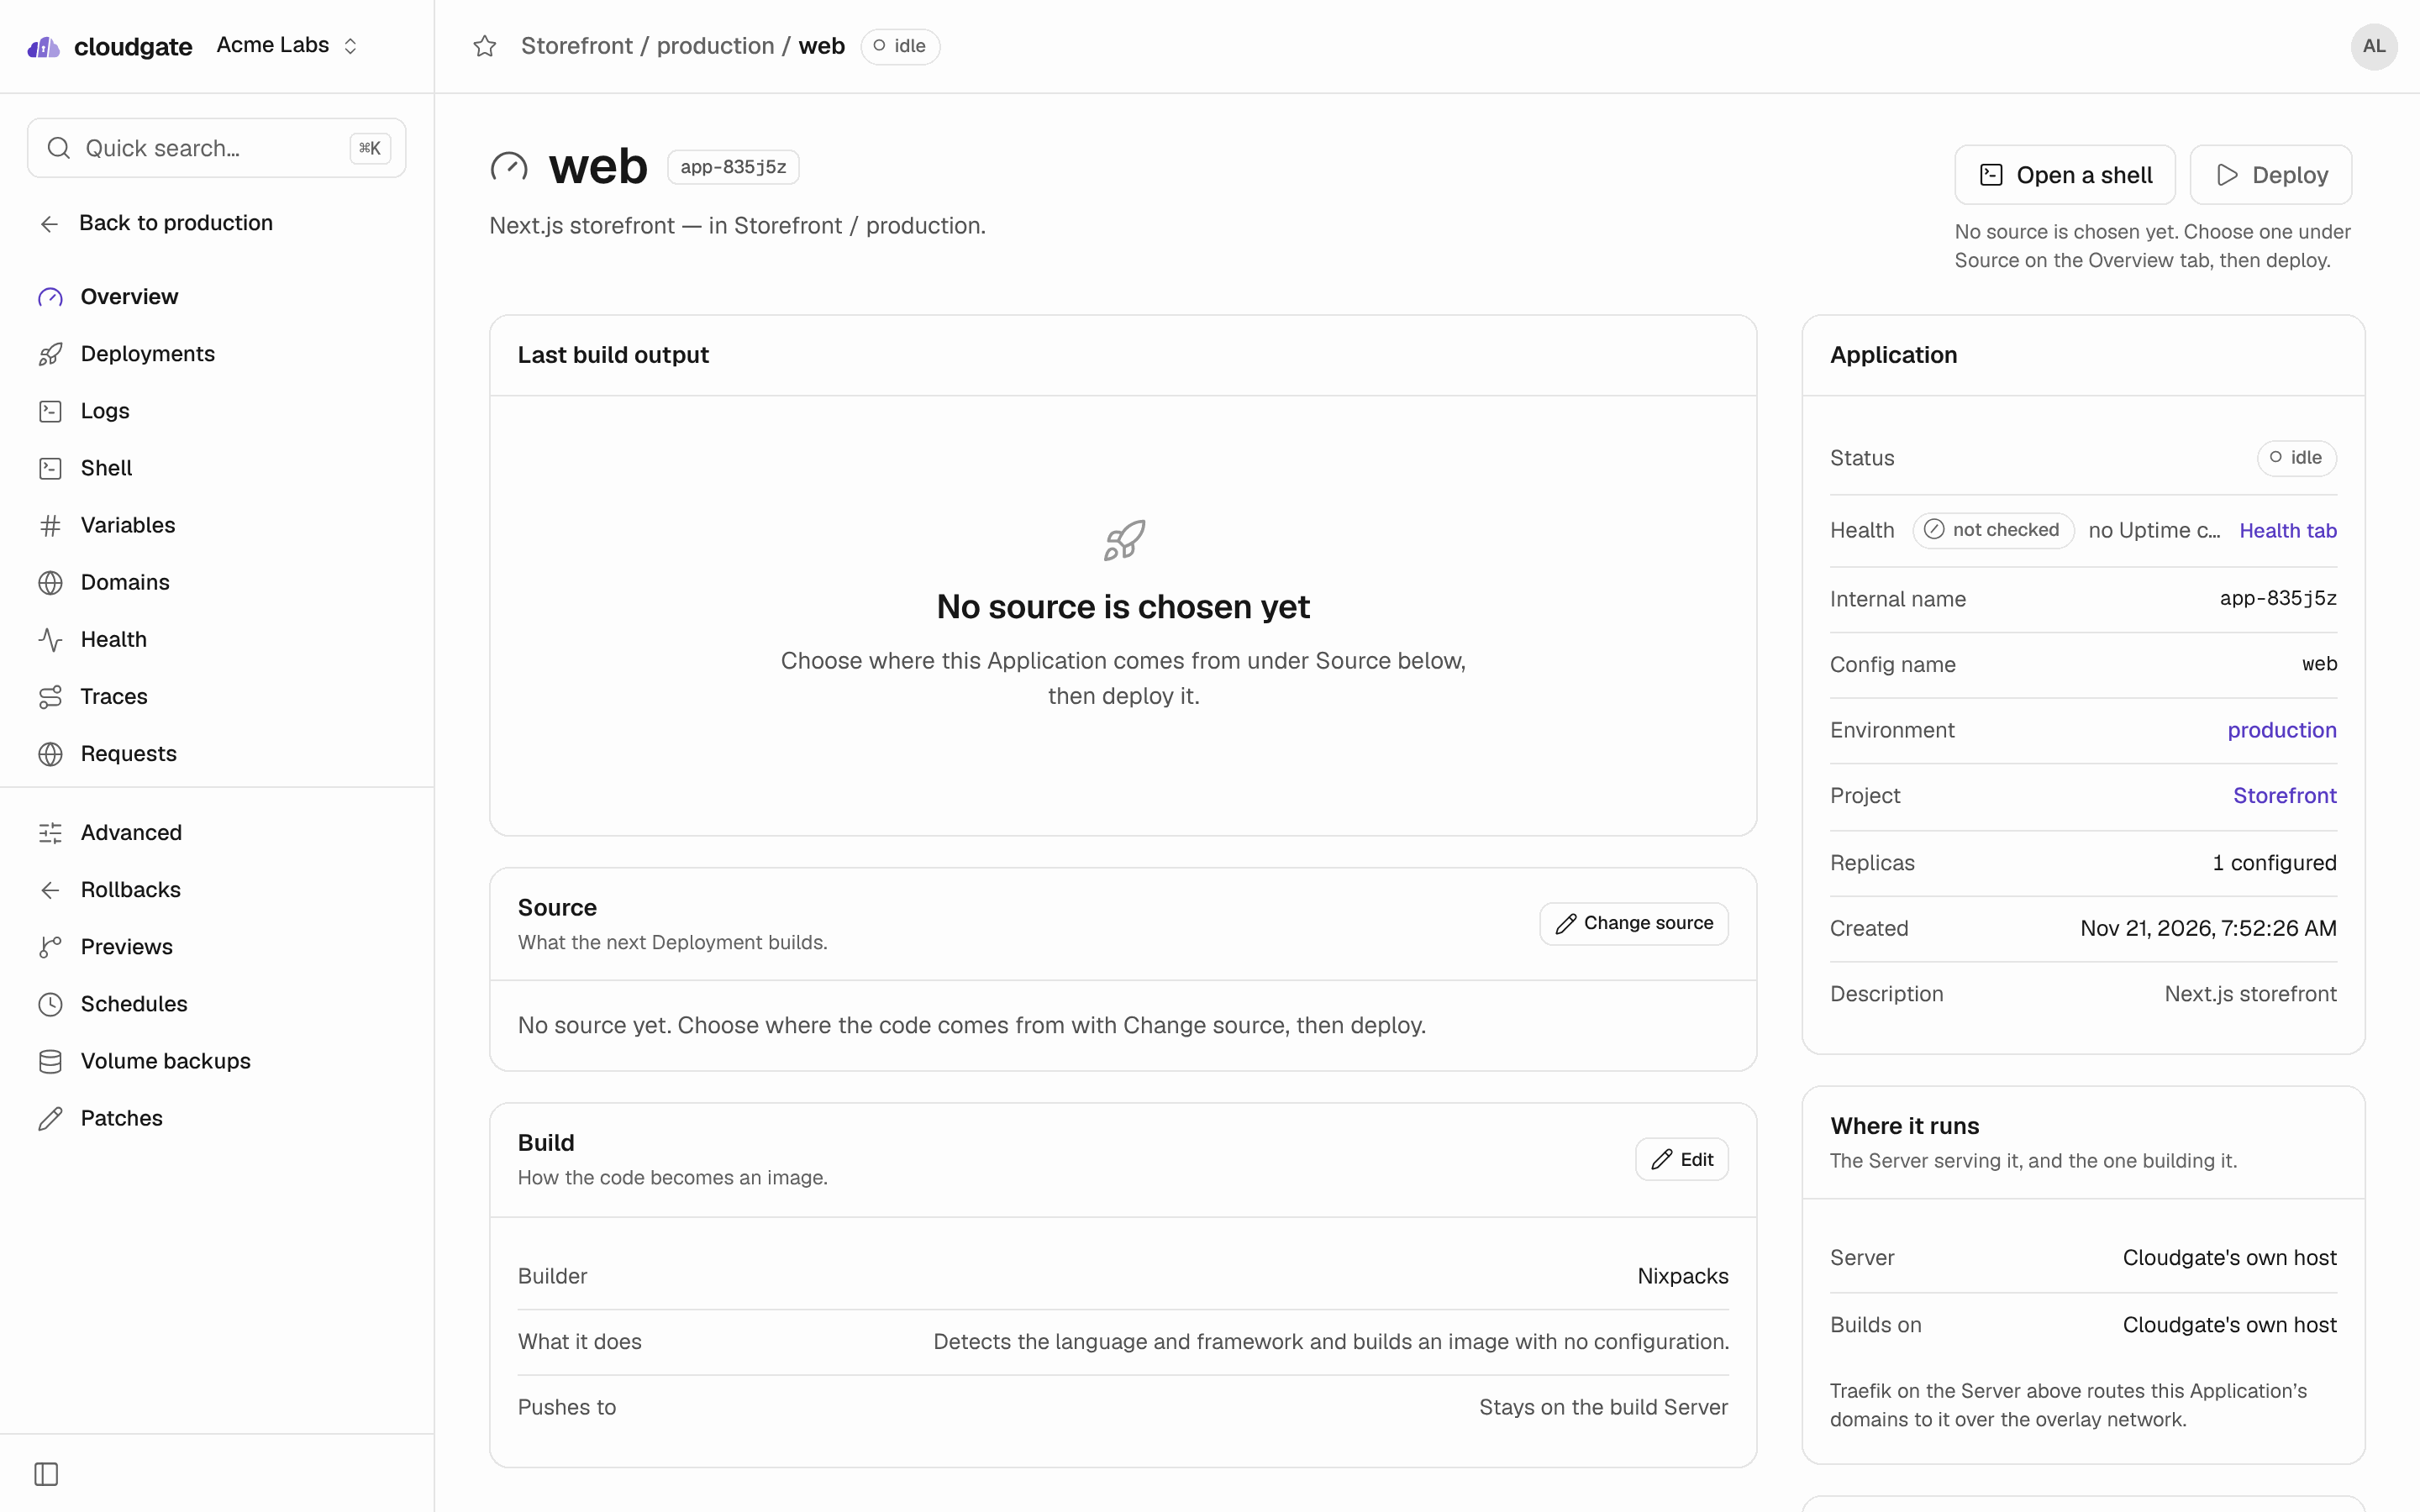 cloudgate
Acme Labs
Storefront / production / web
idle
AL
Quick search...
⌘K
Back to production
Overview
Deployments
Logs
Shell
Variables
Domains
Health
Traces
Requests
Advanced
Rollbacks
Previews
Schedules
Volume backups
Patches
web
app-835j5z
Next.js storefront — in Storefront / production.
Open a shell
Deploy
No source is chosen yet. Choose one under
Source on the Overview tab, then deploy.
Last build output
No source is chosen yet
Choose where this Application comes from under Source below,
then deploy it.
Source
What the next Deployment builds.
Change source
No source yet. Choose where the code comes from with Change source, then deploy.
Build
How the code becomes an image.
Edit
Builder Nixpacks
What it does Detects the language and framework and builds an image with no configuration.
Pushes to Stays on the build Server
Application
Status idle
Health not checked no Uptime c... Health tab
Internal name app-835j5z
Config name web
Environment production
Project Storefront
Replicas 1 configured
Created Nov 21, 2026, 7:52:26 AM
Description Next.js storefront
Where it runs
The Server serving it, and the one building it.
Server Cloudgate's own host
Builds on Cloudgate's own host
Traefik on the Server above routes this Application’s
domains to it over the overlay network.